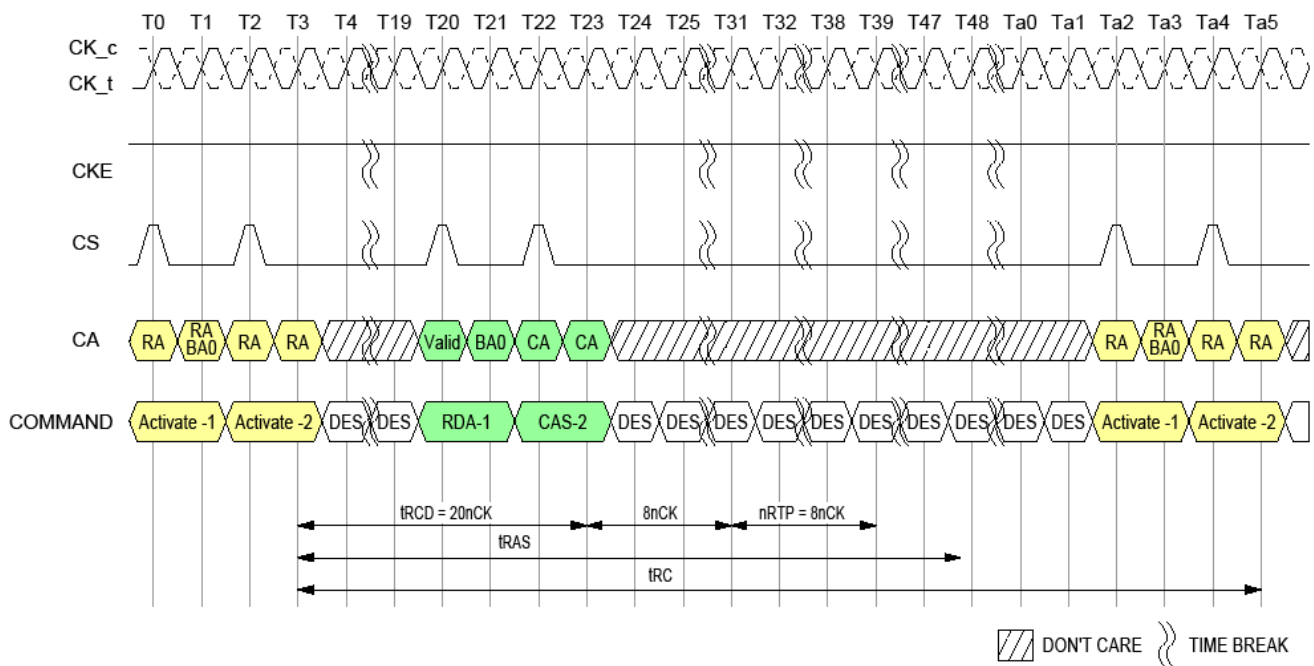 T0 T1 T2 T3 T4 T19 T20 T21 T22 T23 T24 T25 T31 T32 T38 T39 T47 T48 Ta0 Ta1 Ta2 Ta3 Ta4 Ta5
CK_c
CK_t
CKE
CS
CA RA RA BA0 RA RA Valid BA0 CA CA RA RA BA0 RA RA
COMMAND Activate -1 Activate -2 DES DES RDA-1 CAS-2 DES DES DES DES DES DES DES DES DES DES Activate -1 Activate -2
tRCD = 20nCK 8nCK nRTP = 8nCK
tRAS
tRC
DON'T CARE TIME BREAK